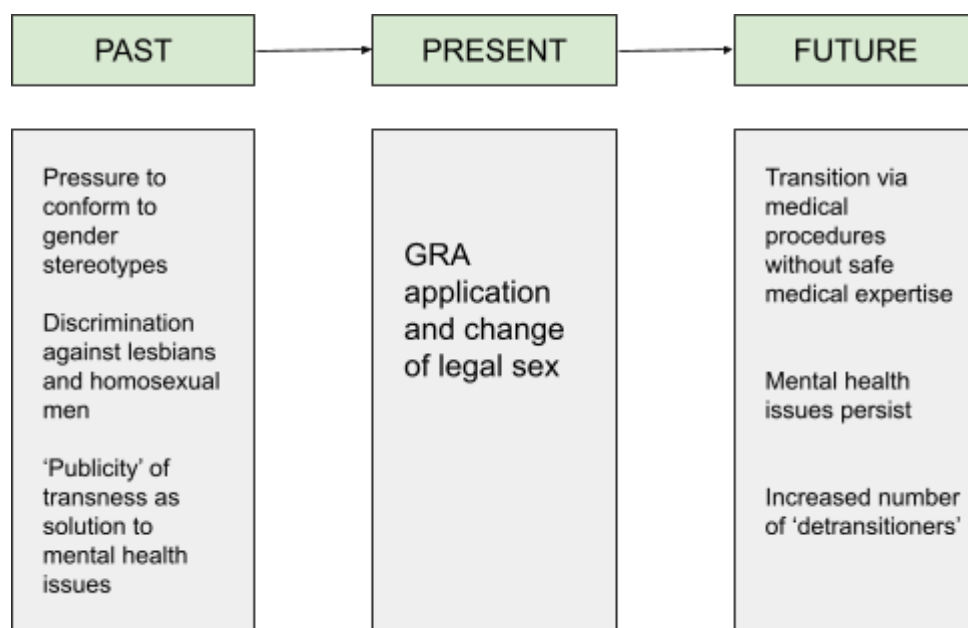 PAST
PRESENT
FUTURE
Pressure to
conform to
gender
stereotypes
Discrimination
against lesbians
and homosexual
men
‘Publicity’ of
transness as
solution to
mental health
issues
GRA
application
and change
of legal sex
Transition via
medical
procedures
without safe
medical expertise
Mental health
issues persist
Increased number
of ‘detransitioners’